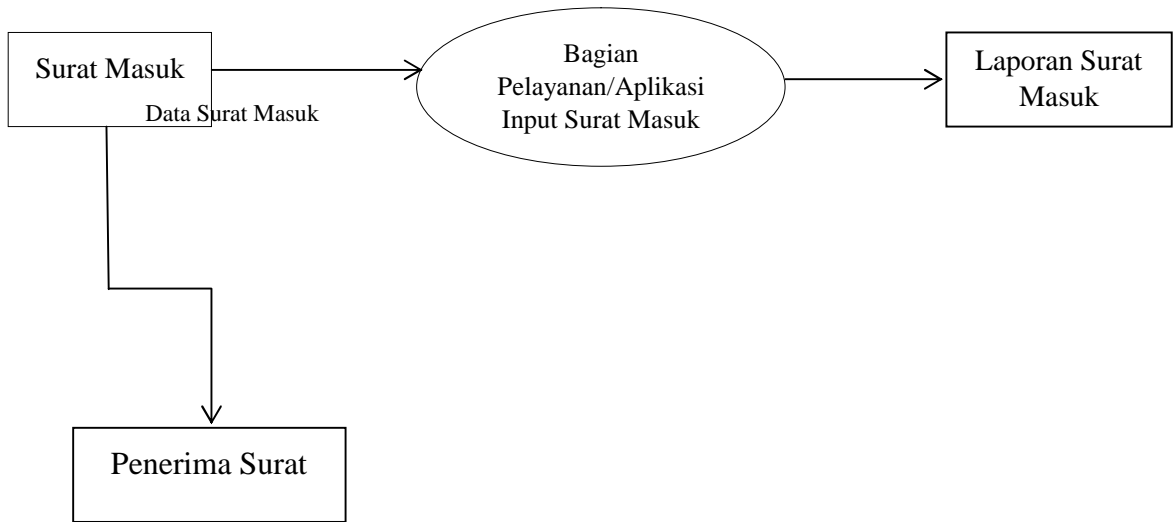 Surat Masuk
Data Surat Masuk
Bagian
Pelayanan/Aplikasi
Input Surat Masuk
Laporan Surat
Masuk
Penerima Surat